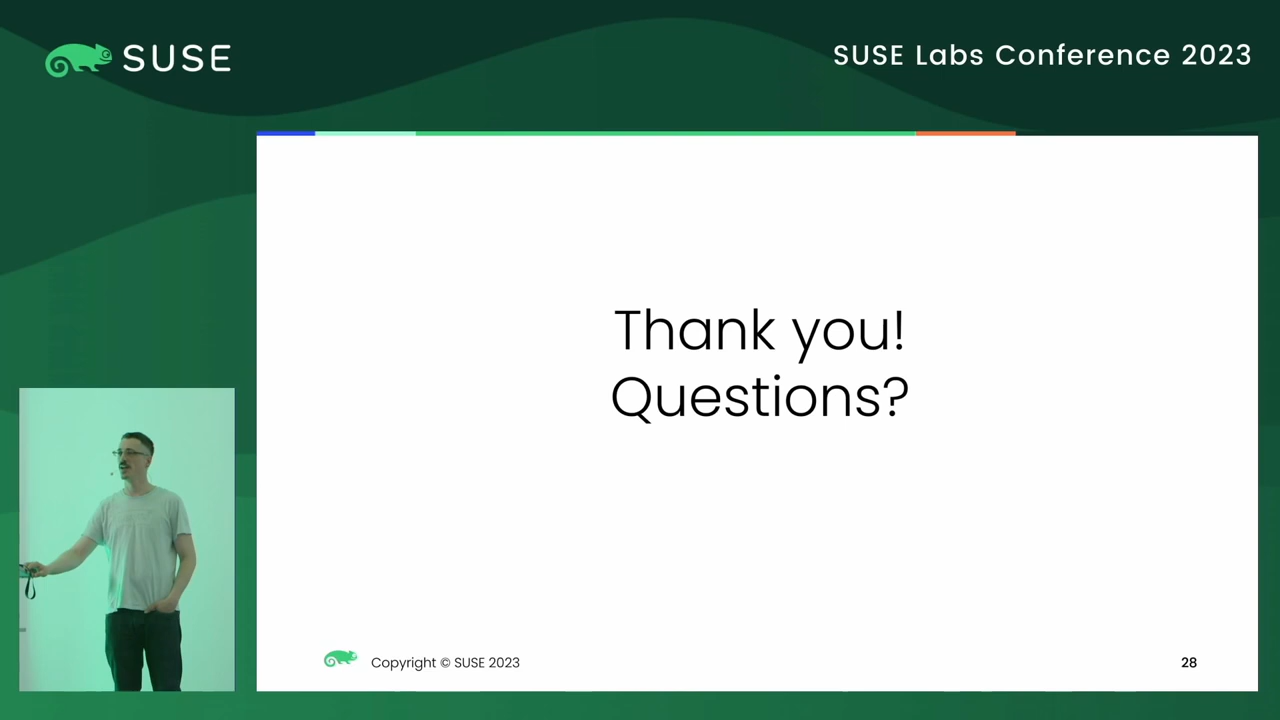 SUSE
SUSE Labs Conference 2023
Thank you!
Questions?
Copyright © SUSE 2023
28